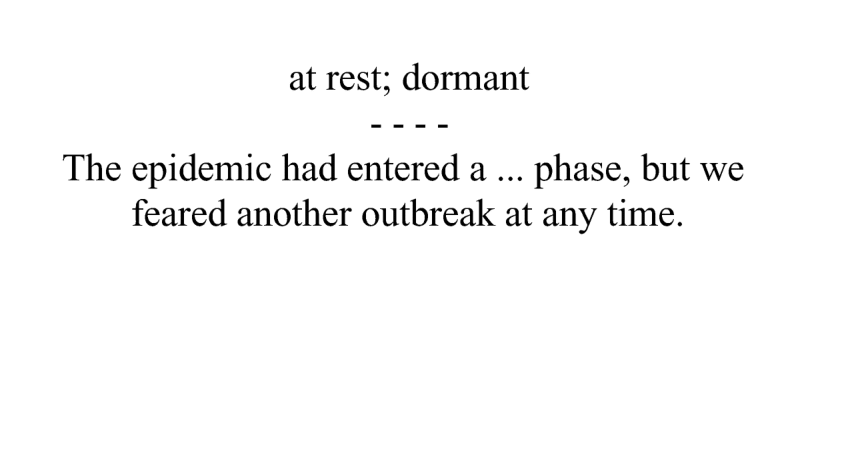 at rest; dormant
- - - -
The epidemic had entered a ... phase, but we
feared another outbreak at any time.